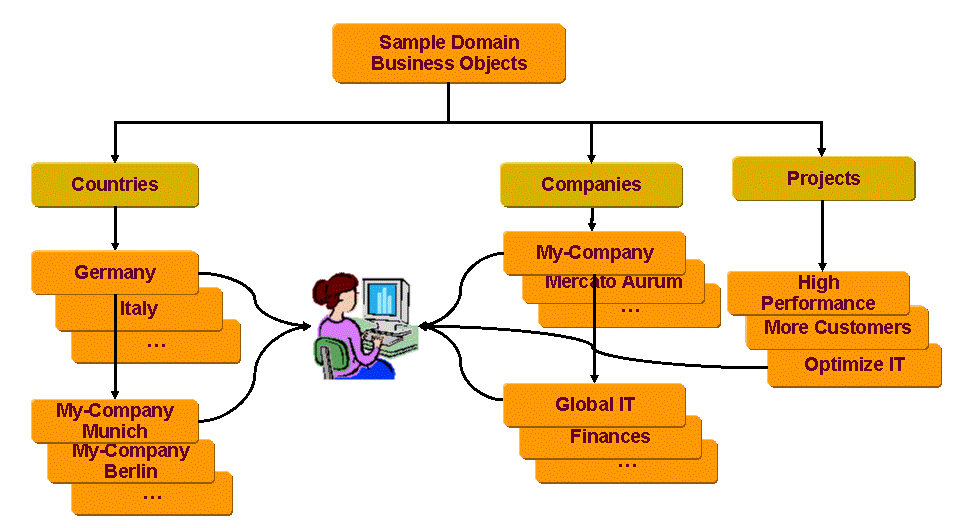 Sample Domain
Business Objects
Countries
Companies
Projects
Germany
Italy
...
My-Company
Munich
My-Company
Berlin
...
My-Company
Mercato Aurum
...
Global IT
Finances
...
High
Performance
More Customers
Optimize IT